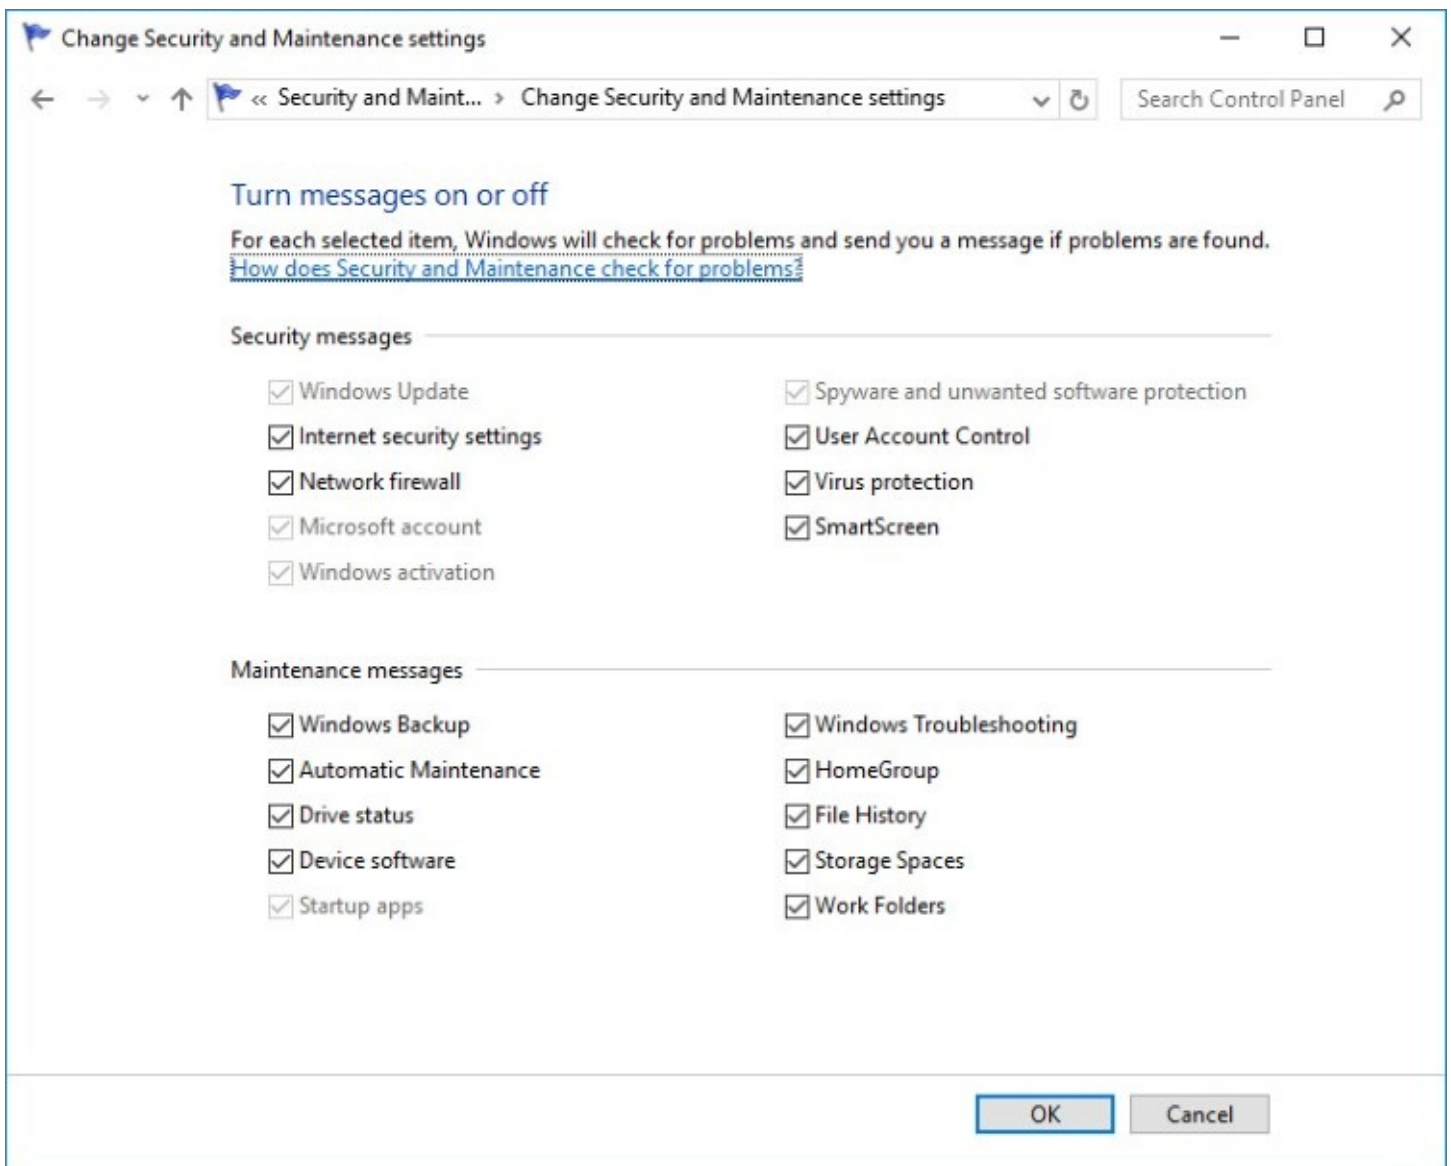 Change Security and Maintenance settings
« Security and Maint... › Change Security and Maintenance settings
Search Control Panel
Turn messages on or off
For each selected item, Windows will check for problems and send you a message if problems are found.
How does Security and Maintenance check for problems?
Security messages
Windows Update
Spyware and unwanted software protection
Internet security settings
User Account Control
Network firewall
Virus protection
Microsoft account
SmartScreen
Windows activation
Maintenance messages
Windows Backup
Windows Troubleshooting
Automatic Maintenance
HomeGroup
Drive status
File History
Device software
Storage Spaces
Startup apps
Work Folders
OK
Cancel